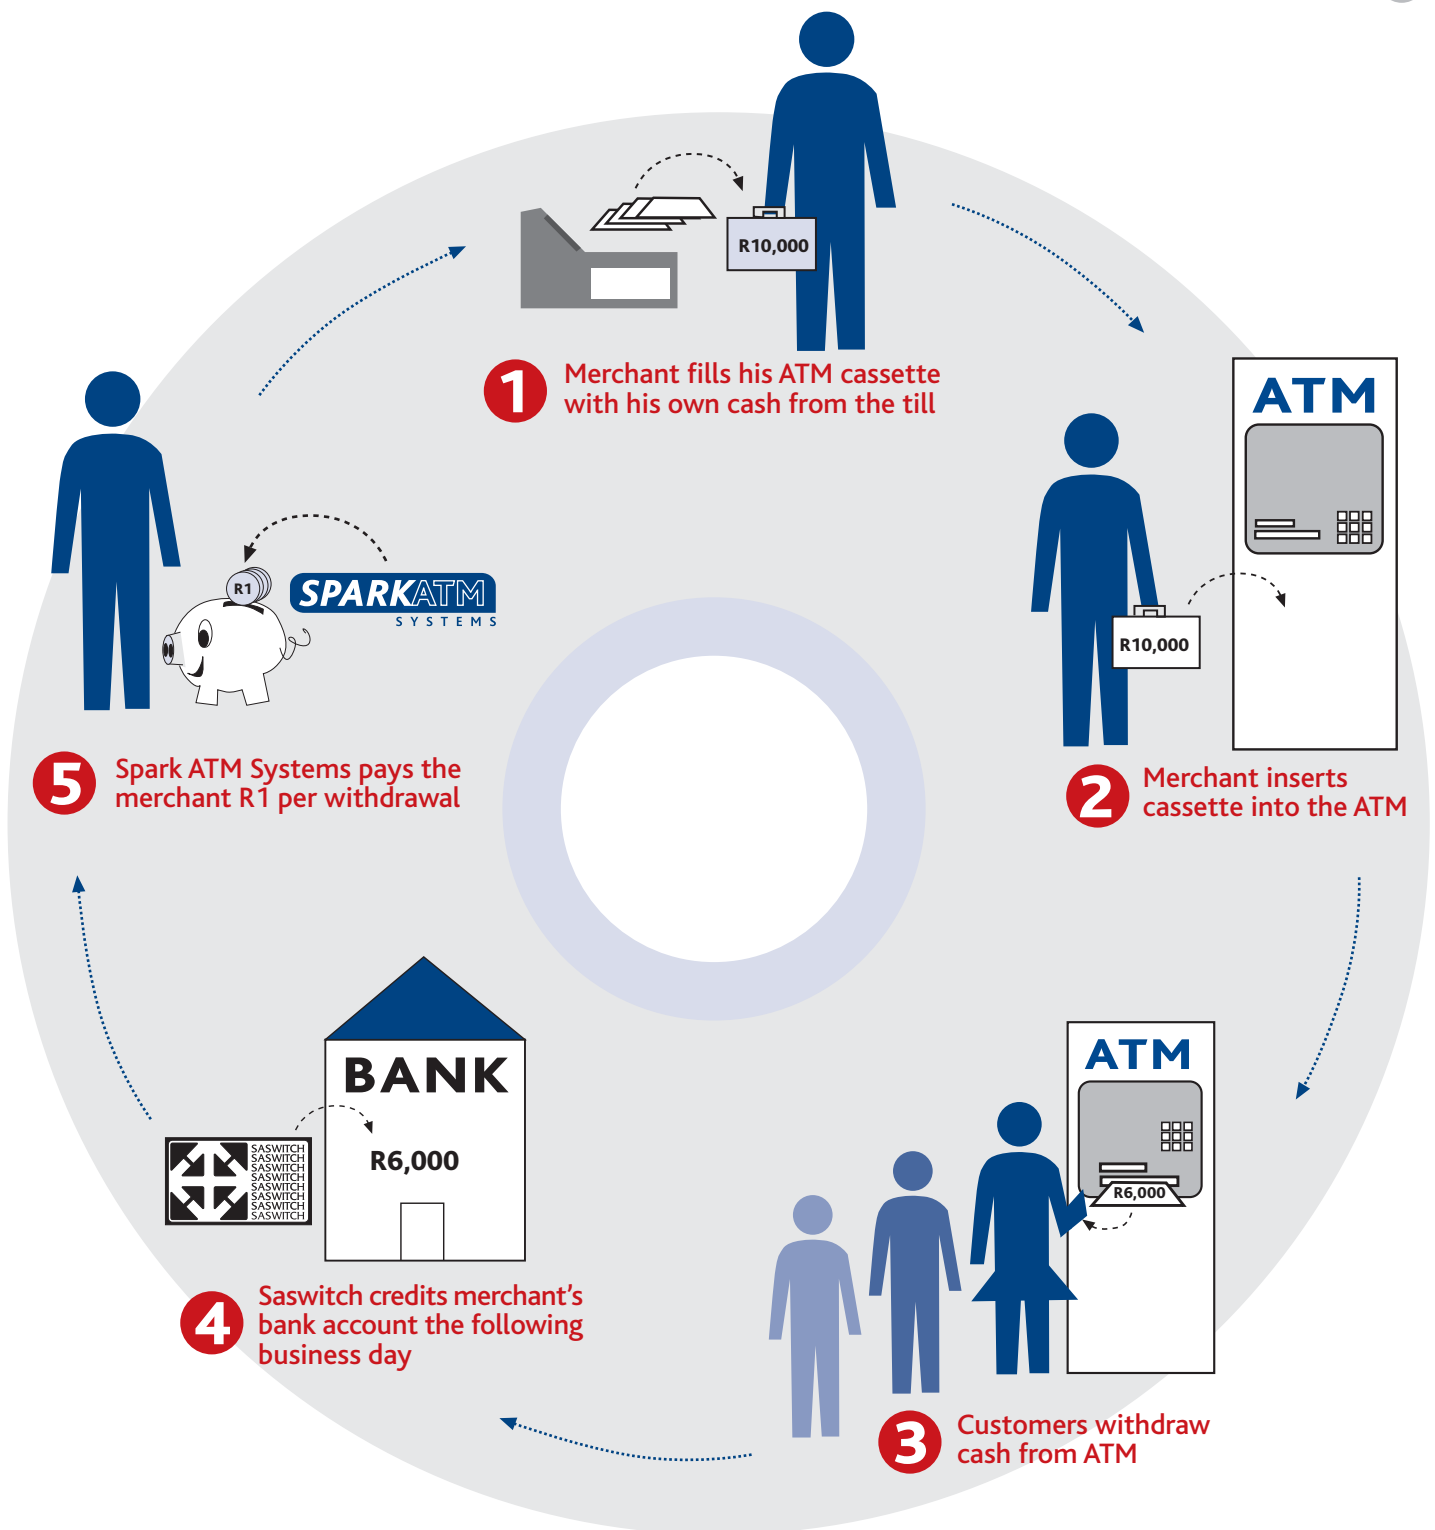 R10,000
1
Merchant fills his ATM cassette
with his own cash from the till
ATM
R10,000
2
Merchant inserts
cassette into the ATM
ATM
R6,000
3
Customers withdraw
cash from ATM
BANK
R6,000
SASWITCH
SASWITCH
SASWITCH
SASWITCH
SASWITCH
SASWITCH
SASWITCH
SASWITCH
4
Saswitch credits merchant's
bank account the following
business day
R1
SPARKATM
SYSTEMS
5
Spark ATM Systems pays the
merchant R1 per withdrawal